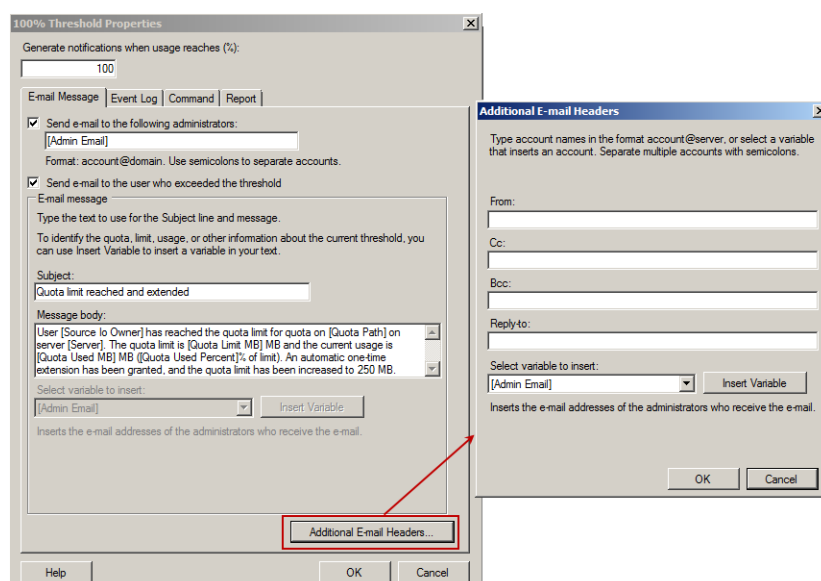 100% Threshold Properties
Generate notifications when usage reaches (%):
100
E-mail Message
Event Log
Command
Report
Send e-mail to the following administrators:
[Admin Email]
Format: account@domain. Use semicolons to separate accounts.
Send e-mail to the user who exceeded the threshold
E-mail message
Type the text to use for the Subject line and message.
To identify the quota, limit, usage, or other information about the current threshold, you
can use Insert Variable to insert a variable in your text.
Subject:
Quota limit reached and extended
Message body:
User [Source Io Owner] has reached the quota limit for quota on [Quota Path] on
server [Server]. The quota limit is [Quota Limit MB] MB and the current usage is
[Quota Used MB] MB ([Quota Used Percent]% of limit). An automatic one-time
extension has been granted, and the quota limit has been increased to 250 MB.
Select variable to insert:
[Admin Email]
Insert Variable
Inserts the e-mail addresses of the administrators who receive the e-mail.
Additional E-mail Headers...
Help
OK
Cancel
Additional E-mail Headers
Type account names in the format account@server, or select a variable
that inserts an account. Separate multiple accounts with semicolons.
From:
Cc:
Bcc:
Reply-to:
Select variable to insert:
[Admin Email]
Insert Variable
Inserts the e-mail addresses of the administrators who receive the e-mail.
OK
Cancel